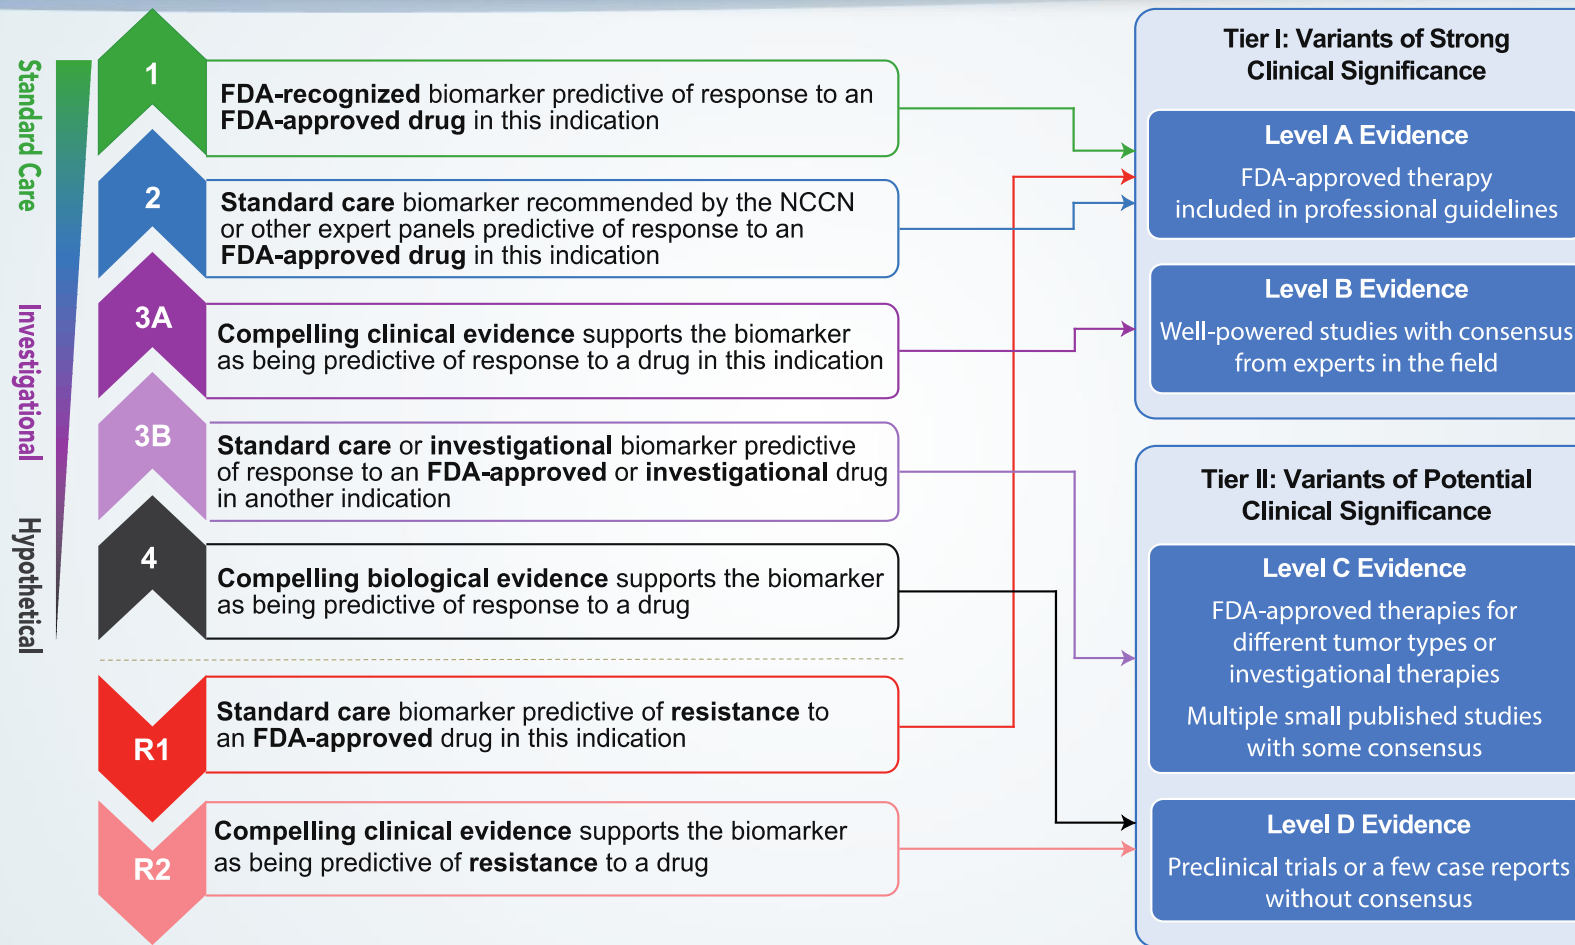 Standard Care
Investigational
Hypothetical
1
FDA-recognized biomarker predictive of response to an
FDA-approved drug in this indication
2
Standard care biomarker recommended by the NCCN
or other expert panels predictive of response to an
FDA-approved drug in this indication
3A
Compelling clinical evidence supports the biomarker
as being predictive of response to a drug in this indication
3B
Standard care or investigational biomarker predictive
of response to an FDA-approved or investigational drug
in another indication
4
Compelling biological evidence supports the biomarker
as being predictive of response to a drug
R1
Standard care biomarker predictive of resistance to
an FDA-approved drug in this indication
R2
Compelling clinical evidence supports the biomarker
as being predictive of resistance to a drug
Tier I: Variants of Strong
Clinical Significance
Level A Evidence
FDA-approved therapy
included in professional guidelines
Level B Evidence
Well-powered studies with consensus
from experts in the field
Tier II: Variants of Potential
Clinical Significance
Level C Evidence
FDA-approved therapies for
different tumor types or
investigational therapies
Multiple small published studies
with some consensus
Level D Evidence
Preclinical trials or a few case reports
without consensus